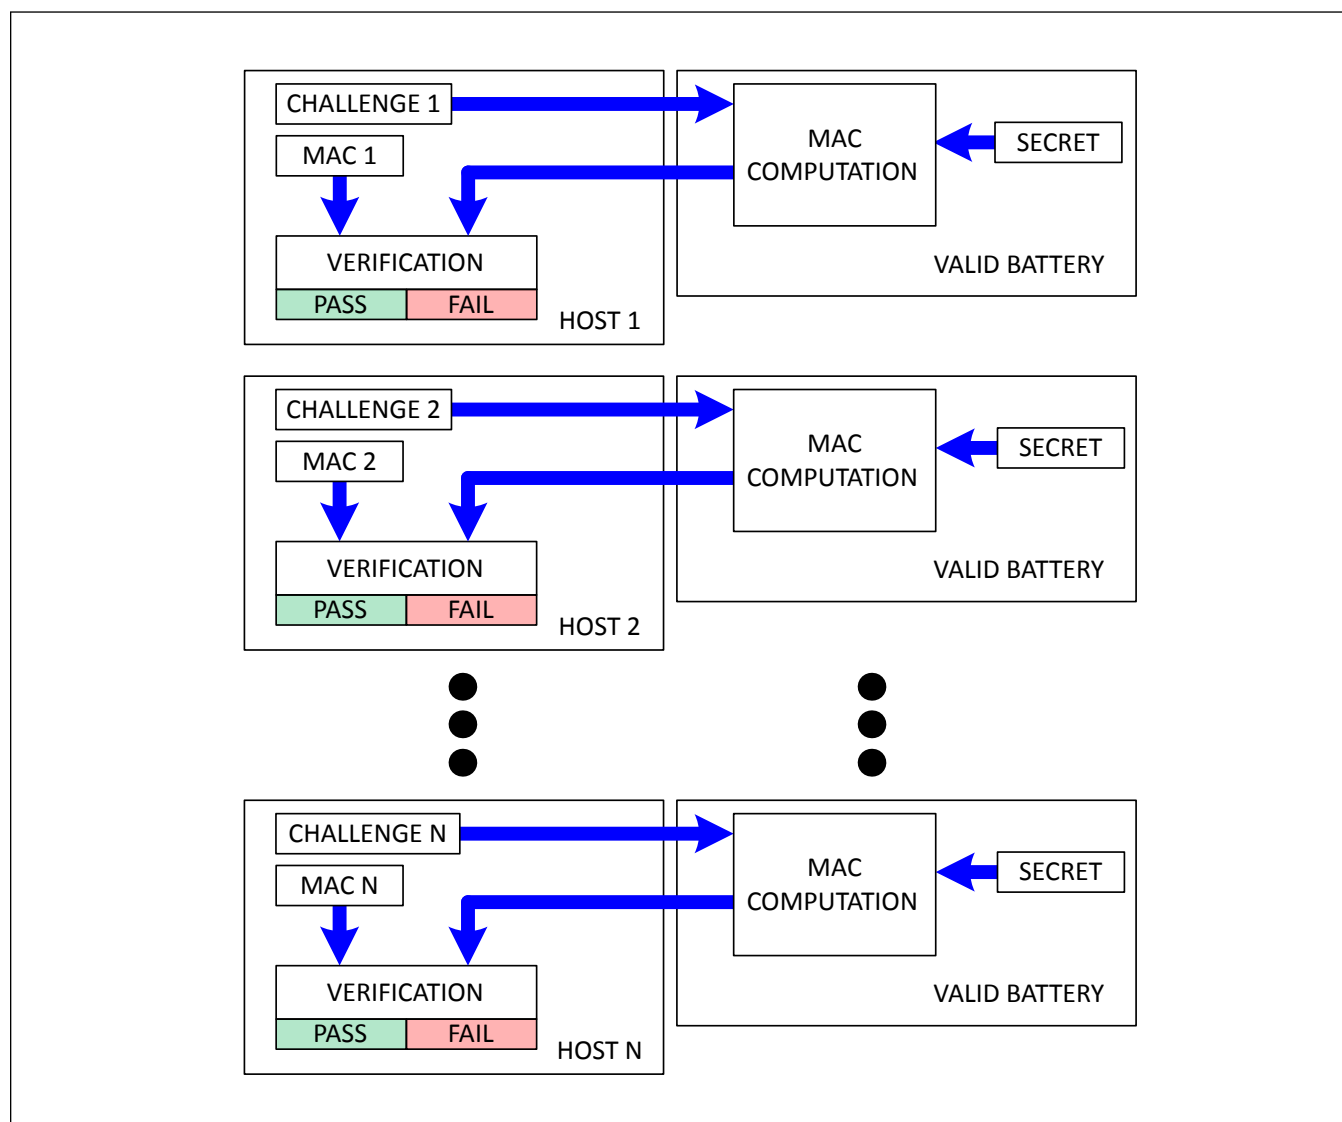 CHALLENGE 1
MAC 1
VERIFICATION
PASS FAIL
HOST 1
MAC
COMPUTATION
SECRET
VALID BATTERY
CHALLENGE 2
MAC 2
VERIFICATION
PASS FAIL
HOST 2
MAC
COMPUTATION
SECRET
VALID BATTERY
CHALLENGE N
MAC N
VERIFICATION
PASS FAIL
HOST N
MAC
COMPUTATION
SECRET
VALID BATTERY